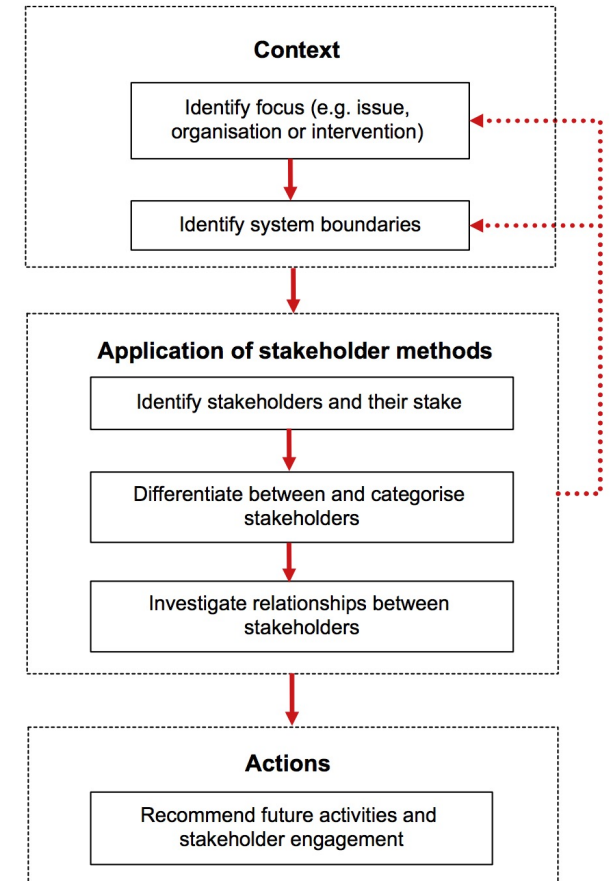 Context
Identify focus (e.g. issue,
organisation or intervention)
Identify system boundaries
Application of stakeholder methods
Identify stakeholders and their stake
Differentiate between and categorise
stakeholders
Investigate relationships between
stakeholders
Actions
Recommend future activities and
stakeholder engagement